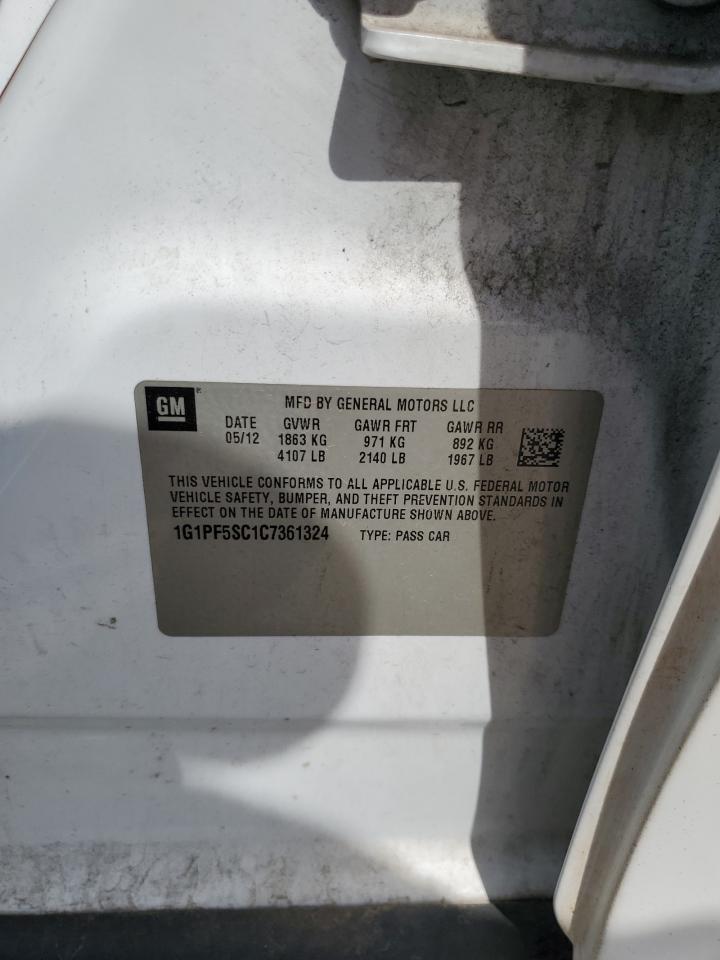 GM
MFD BY GENERAL MOTORS LLC
DATE GVWR GAWR FRT GAWR RR
05/12 1863 KG 971 KG 892 KG
4107 LB 2140 LB 1967 LB
THIS VEHICLE CONFORMS TO ALL APPLICABLE U.S. FEDERAL MOTOR
VEHICLE SAFETY, BUMPER, AND THEFT PREVENTION STANDARDS IN
EFFECT ON THE DATE OF MANUFACTURE SHOWN ABOVE.
1G1PF5SC1C7361324 TYPE: PASS CAR